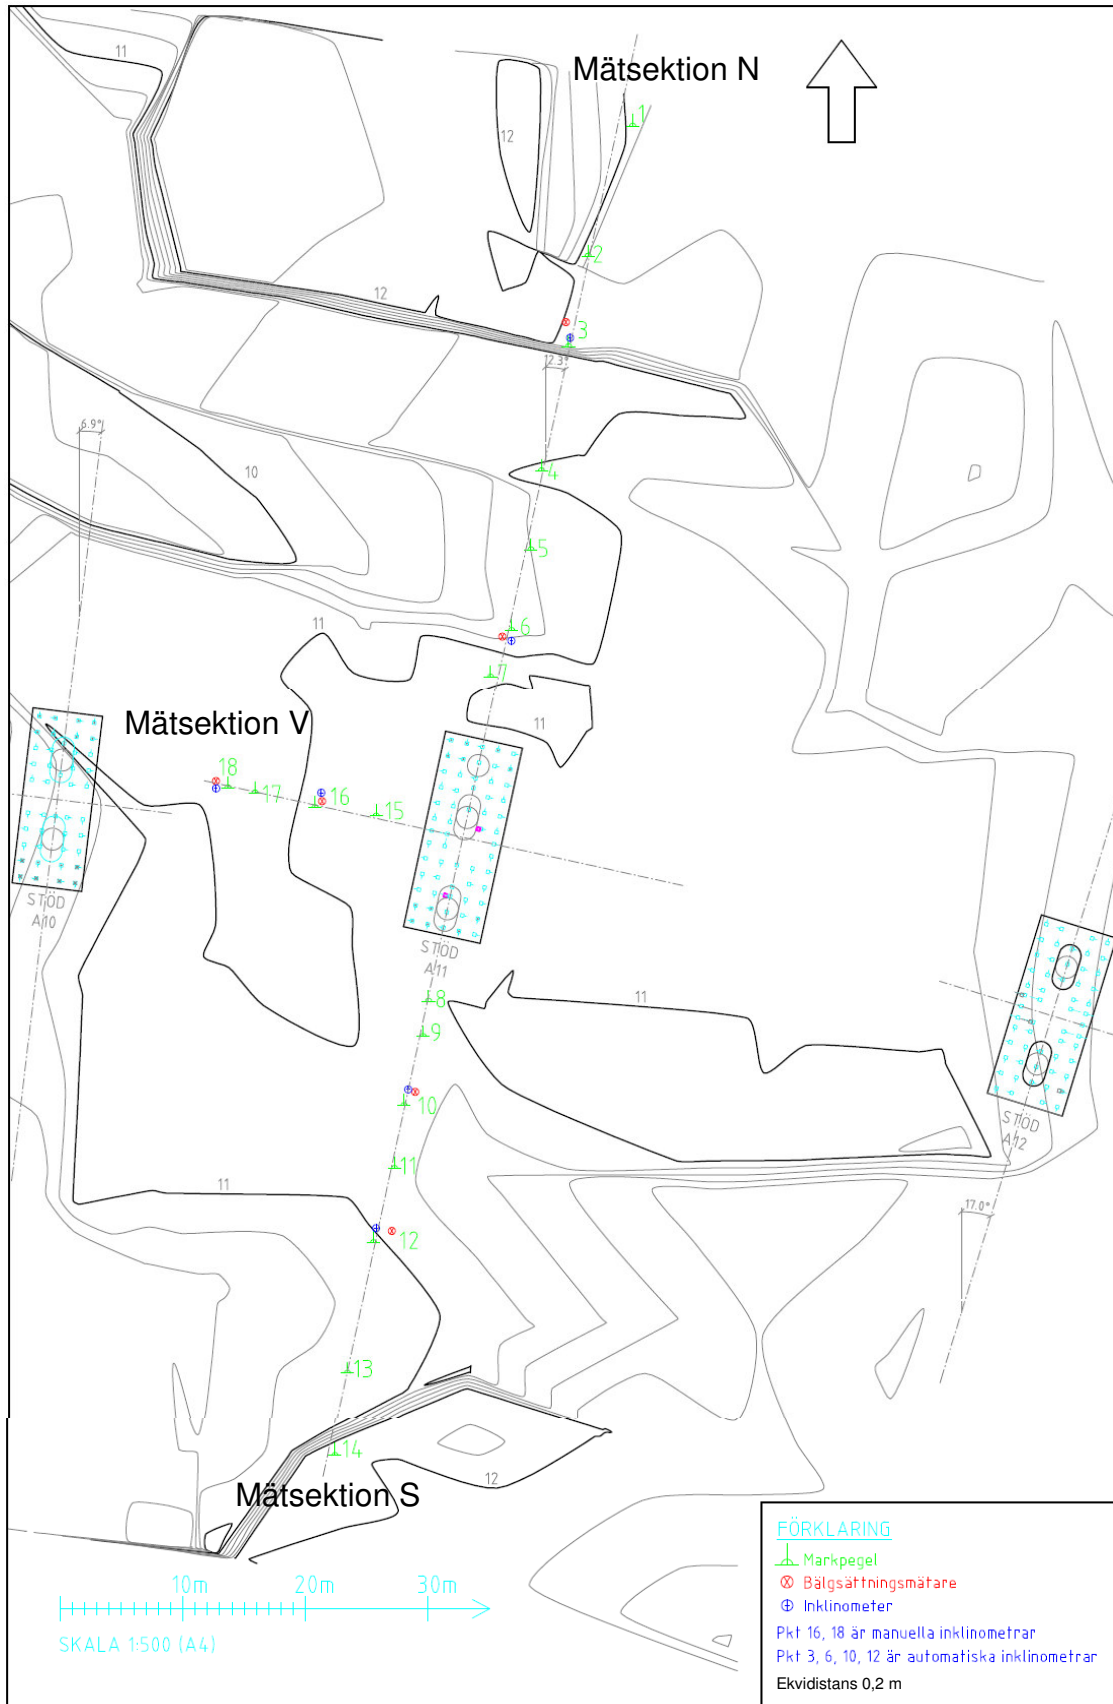 11
Mätsektion N
1
12
2
12
3
2.3°
6.9°
4
10
5
11
6
7
Mätsektion V
11
18
17
16
15
STÖD
A10
STÖD
A11
8
11
9
10
STÖD
A12
11
11
17.0°
12
13
14
12
Mätsektion S
10m
20m
30m
SKALA 1:500 (A4)
FÖRKLARING
Markpegel
Bälgsättningsmätare
Inklinometer
Pkt 16, 18 är manuella inklinometrar
Pkt 3, 6, 10, 12 är automatiska inklinometrar
Ekvidistans 0,2 m